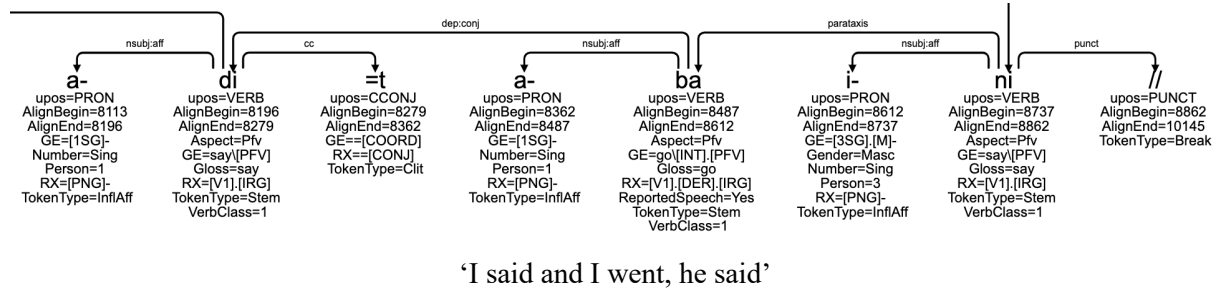 dep:conj parataxis
nsubj:aff cc nsubj:aff nsubj:aff punct
a- di =t a- ba i- ni //
upos=PRON upos=VERB upos=CCONJ upos=PRON upos=VERB upos=PRON upos=VERB upos=PUNCT
AlignBegin=8113 AlignBegin=8196 AlignBegin=8279 AlignBegin=8362 AlignBegin=8487 AlignBegin=8612 AlignBegin=8737 AlignBegin=8862
AlignEnd=8196 AlignEnd=8279 AlignEnd=8362 AlignEnd=8487 AlignEnd=8612 AlignEnd=8737 AlignEnd=8862 AlignEnd=10145
GE=[1SG]- Aspect=Pfv GE==[COORD] GE=[1SG]- Aspect=Pfv GE=[3SG].[M]- Aspect=Pfv TokenType=Break
Number=Sing GE=say\[PFV] RX==[CONJ] Number=Sing GE=go\[INT].[PFV] Gender=Masc GE=say\[PFV]
Person=1 Gloss=say TokenType=Clit Person=1 Gloss=go Number=Sing Gloss=say
RX=[PNG]- RX=[V1].[IRG] RX=[PNG]- RX=[V1].[DER].[IRG] Person=3 RX=[V1].[IRG]
TokenType=InflAff TokenType=Stem TokenType=InflAff ReportedSpeech=Yes RX=[PNG]- TokenType=Stem
VerbClass=1 TokenType=Stem TokenType=InflAff VerbClass=1
VerbClass=1
‘I said and I went, he said’